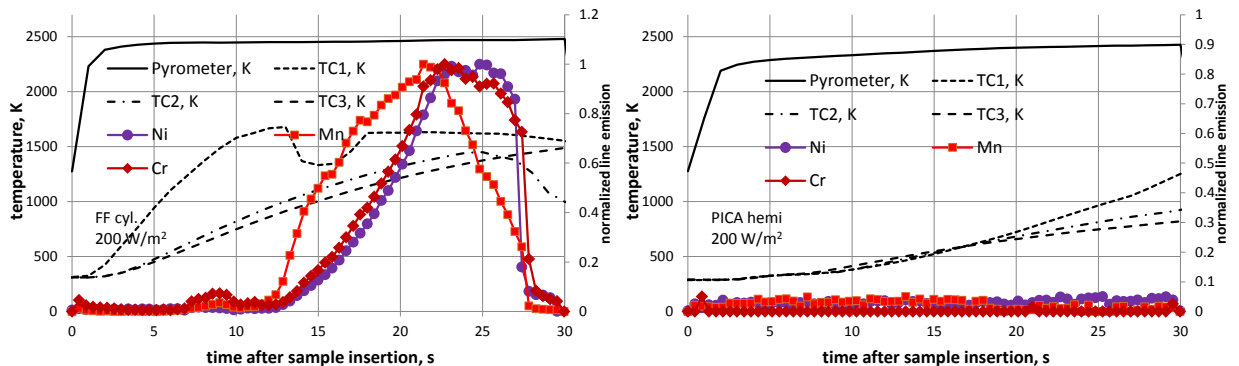 2500
2000
1500
1000
500
0
temperature, K
Pyrometer, K
TC1, K
TC2, K
TC3, K
Ni
Mn
Cr
FF cyl.
200 W/m²
1.2
1
0.8
0.6
0.4
0.2
0
normalized line emission
0 5 10 15 20 25 30
time after sample insertion, s
2500
2000
1500
1000
500
0
temperature, K
Pyrometer, K
TC1, K
TC2, K
TC3, K
Ni
Mn
Cr
PICA hemi
200 W/m²
1
0.9
0.8
0.7
0.6
0.5
0.4
0.3
0.2
0.1
0
normalized line emission
0 5 10 15 20 25 30
time after sample insertion, s